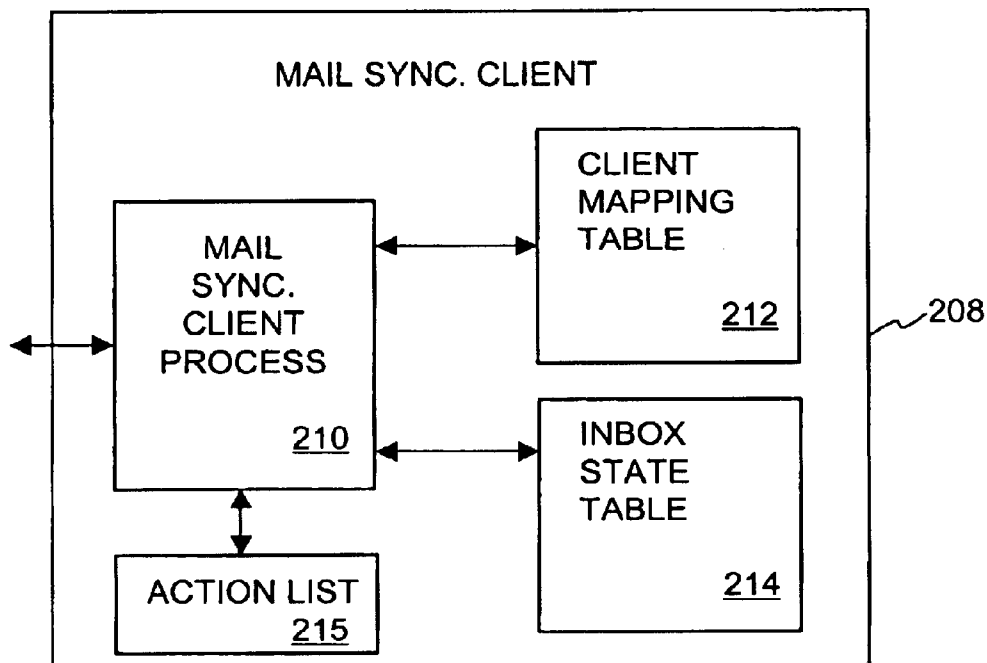 MAIL SYNC. CLIENT
CLIENT
MAPPING
TABLE
212
MAIL
SYNC.
CLIENT
PROCESS
210
208
INBOX
STATE
TABLE
214
ACTION LIST
215